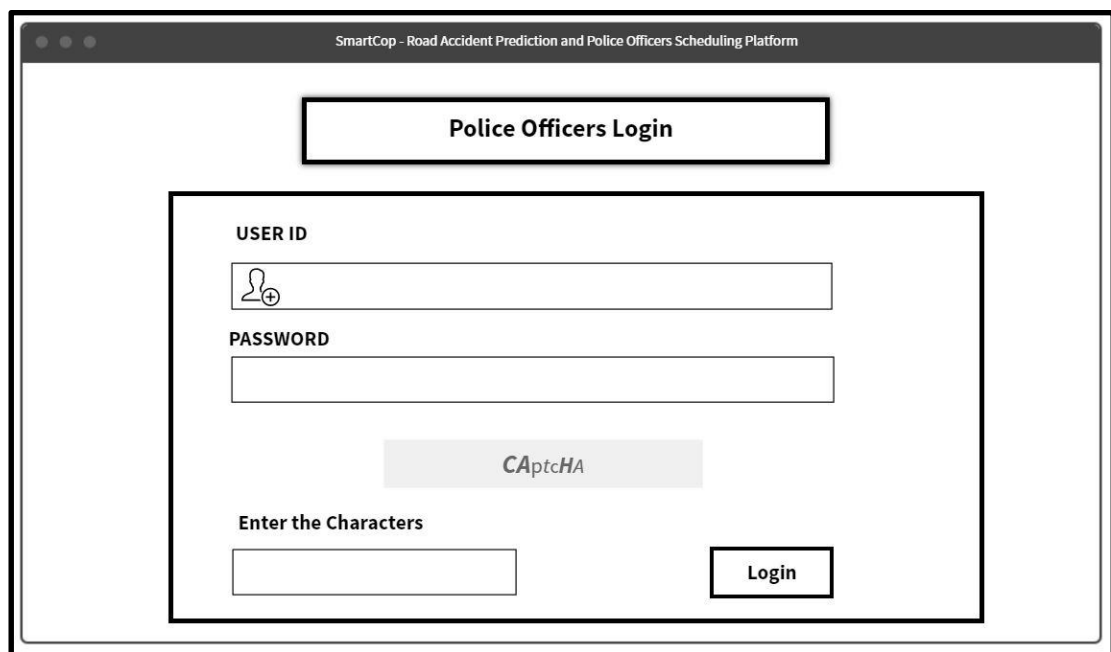 SmartCop - Road Accident Prediction and Police Officers Scheduling Platform
Police Officers Login
USER ID
PASSWORD
CAptcHA
Enter the Characters
Login